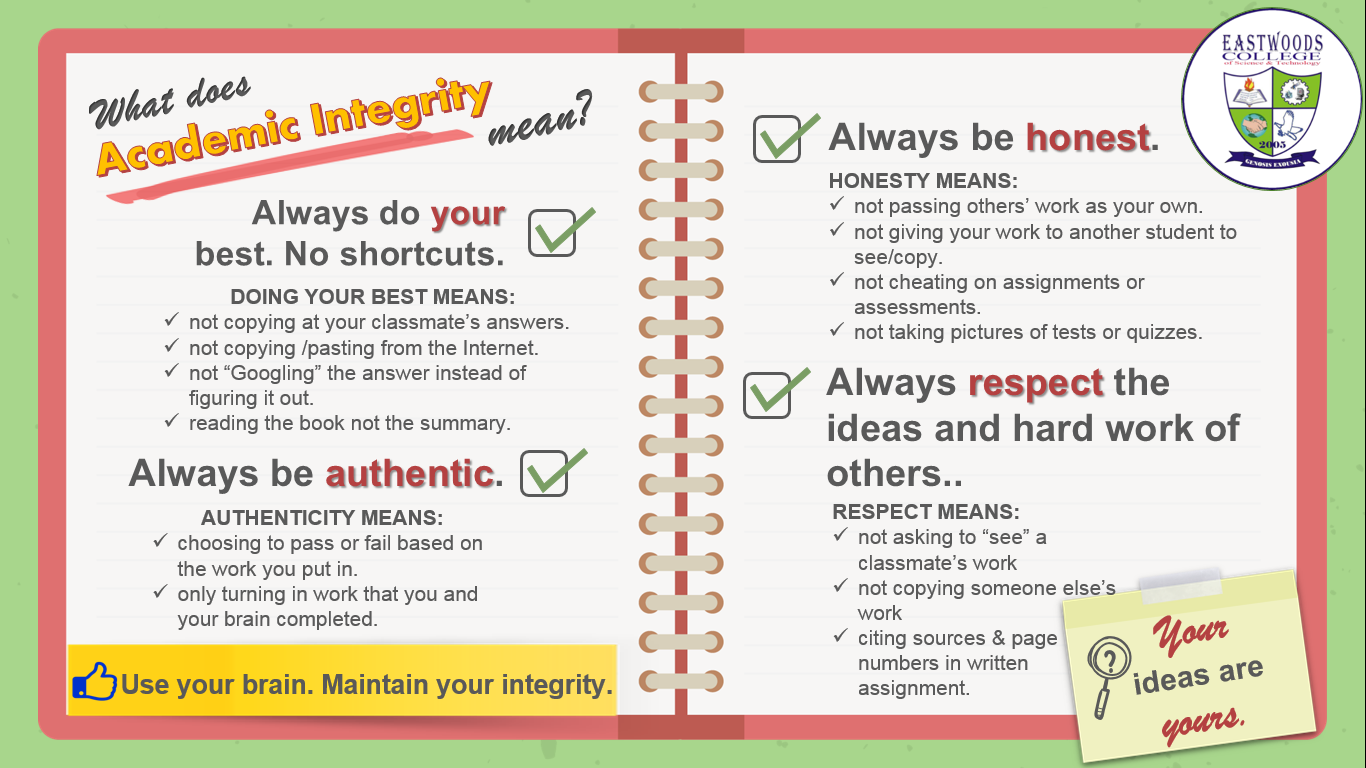 What does
Academic Integrity
mean?
Always do your
best. No shortcuts.
DOING YOUR BEST MEANS:
✓ not copying at your classmate's answers.
✓ not copying /pasting from the Internet.
✓ not “Googling” the answer instead of
figuring it out.
✓ reading the book not the summary.
Always be authentic.
AUTHENTICITY MEANS:
✓ choosing to pass or fail based on
the work you put in.
✓ only turning in work that you and
your brain completed.
Use your brain. Maintain your integrity.
EASTWOODS
COLLEGE
of Science & Technology
2005
GENOSIS EXOUSIA
Always be honest.
HONESTY MEANS:
✓ not passing others’ work as your own.
✓ not giving your work to another student to
see/copy.
✓ not cheating on assignments or
assessments.
✓ not taking pictures of tests or quizzes.
Always respect the
ideas and hard work of
others..
RESPECT MEANS:
✓ not asking to “see” a
classmate’s work
✓ not copying someone else’s
work
✓ citing sources & page
numbers in written
assignment.
?
Your
ideas are
yours.